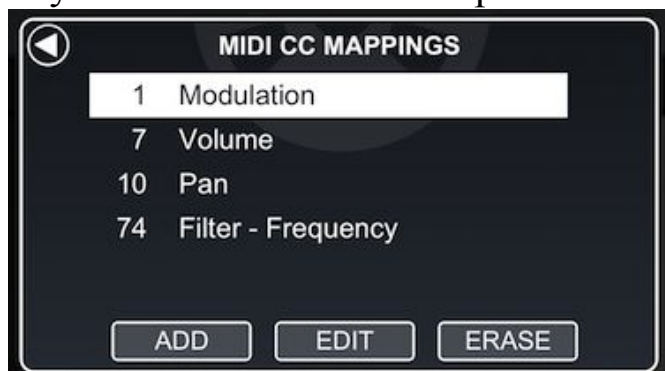 MIDI CC MAPPINGS
1 Modulation
7 Volume
10 Pan
74 Filter - Frequency
ADD EDIT ERASE